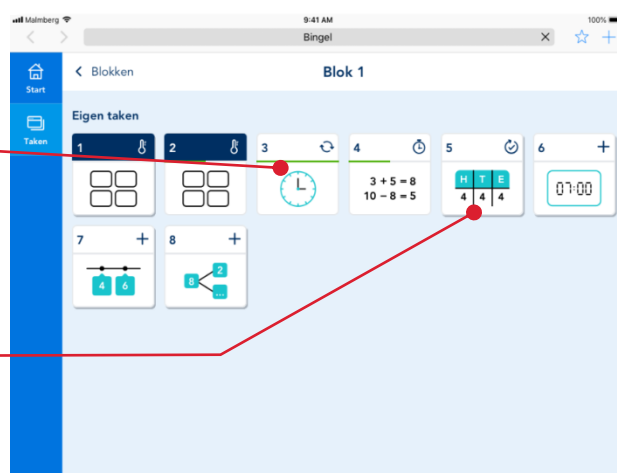 Malmberg 9:41 AM 100%
Bingel
Start
Blokken Blok 1
Taken
Eigen taken
1 2 3 4 5 6 +
3 + 5 = 8
10 − 8 = 5
H T E
4 4 4
07:00
7 + 8 +
4 6
8 2 ...